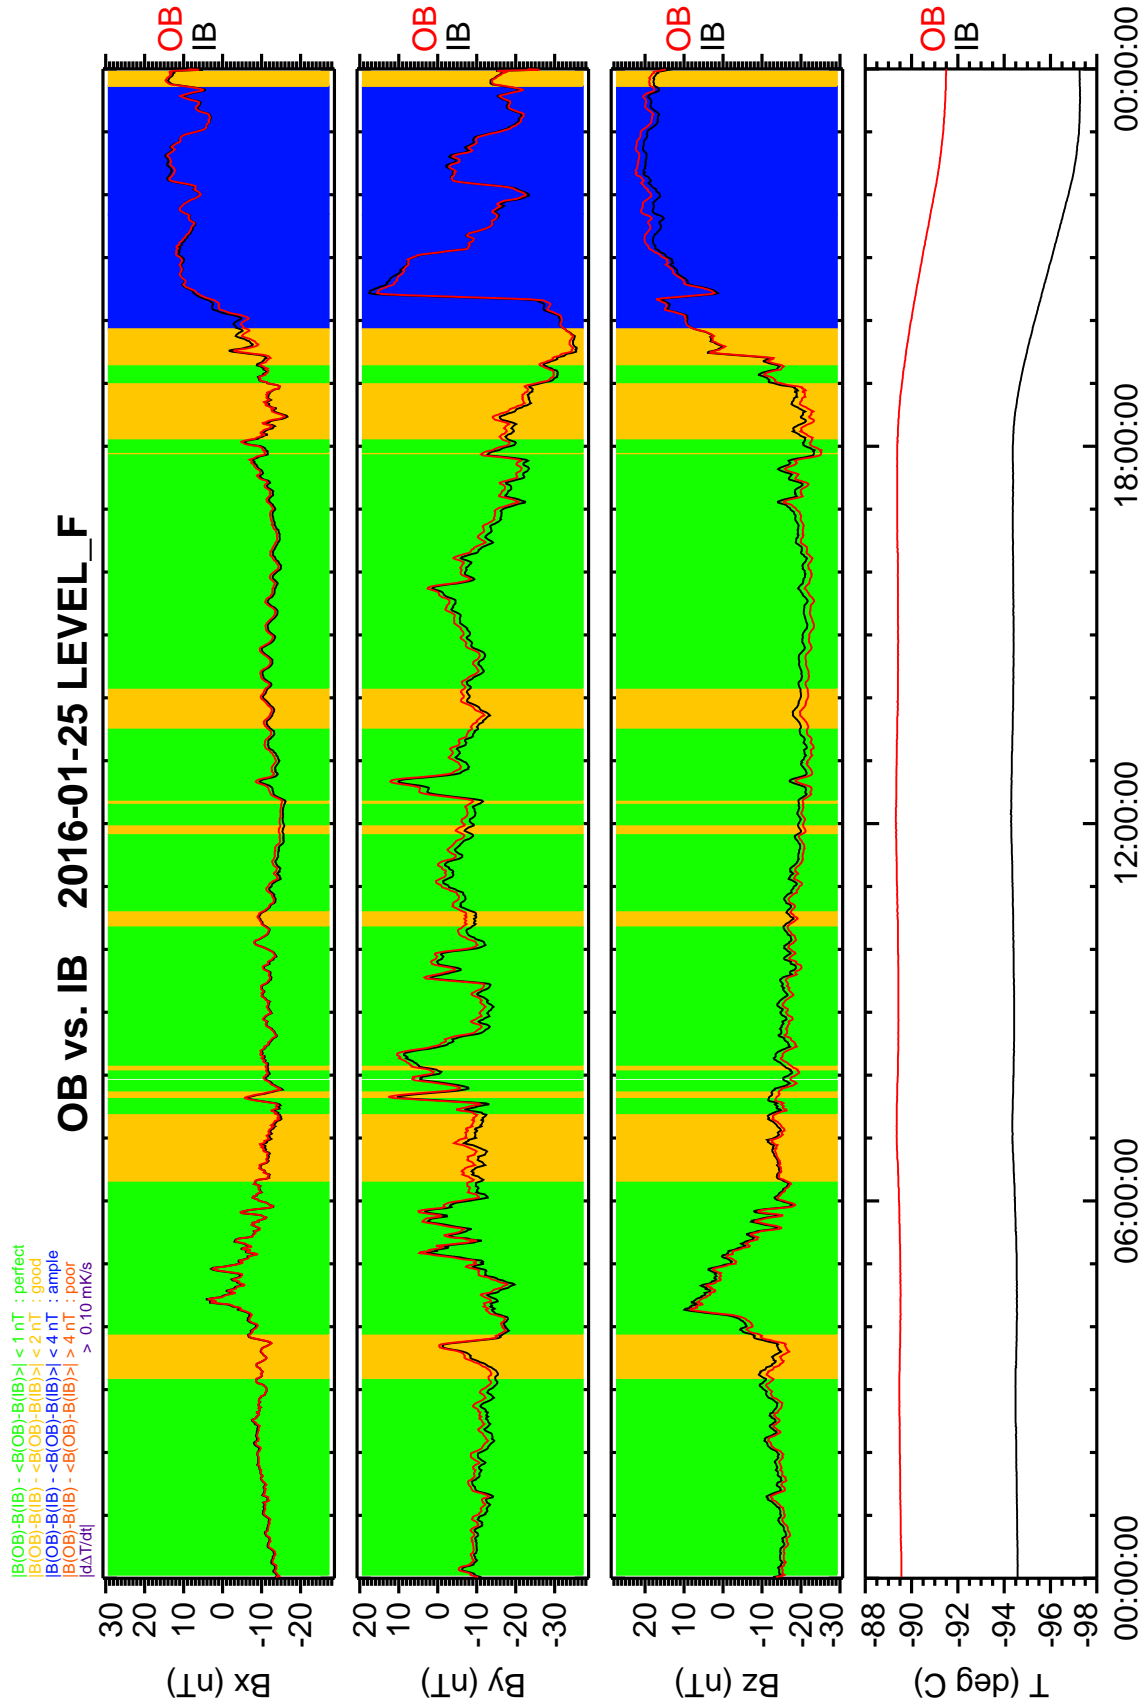 OB vs. IB 2016-01-25 LEVEL_F
|B(OB)-B(IB) - <B(OB)-B(IB)>| < 1 nT : perfect
|B(OB)-B(IB) - <B(OB)-B(IB)>| < 2 nT : good
|B(OB)-B(IB) - <B(OB)-B(IB)>| < 4 nT : ample
|B(OB)-B(IB) - <B(OB)-B(IB)>| > 4 nT : poor
|dΔT/dt| > 0.10 mK/s
Bx (nT)
30
20
10
0
-10
-20
OB
IB
By (nT)
20
10
0
-10
-20
-30
OB
IB
Bz (nT)
20
10
0
-10
-20
-30
OB
IB
T (deg C)
-88
-90
-92
-94
-96
-98
OB
IB
00:00:00 06:00:00 12:00:00 18:00:00 00:00:00